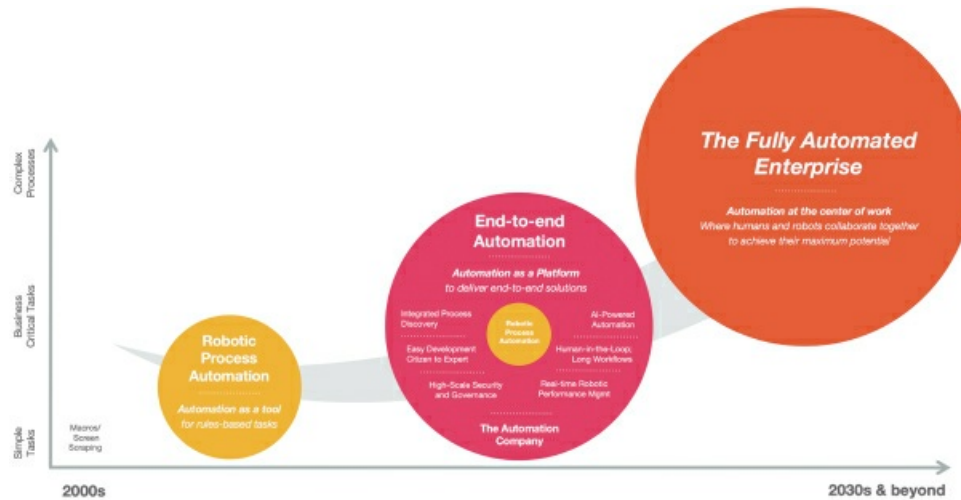 Complex
Processes
Business
Critical Tasks
Simple
Tasks
Macros/
Screen
Scraping
Robotic
Process
Automation
Automation as a tool
for rules-based tasks
End-to-end
Automation
Automation as a Platform
to deliver end-to-end solutions
Integrated Process
Discovery
Easy Development
Citizen to Expert
High-Scale Security
and Governance
Robotic
Process
Automation
AI-Powered
Automation
Human-in-the-Loop;
Long Workflows
Real-time Robotic
Performance Mgmt
The Automation
Company
The Fully Automated
Enterprise
Automation at the center of work
Where humans and robots collaborate together
to achieve their maximum potential
2000s
2030s & beyond